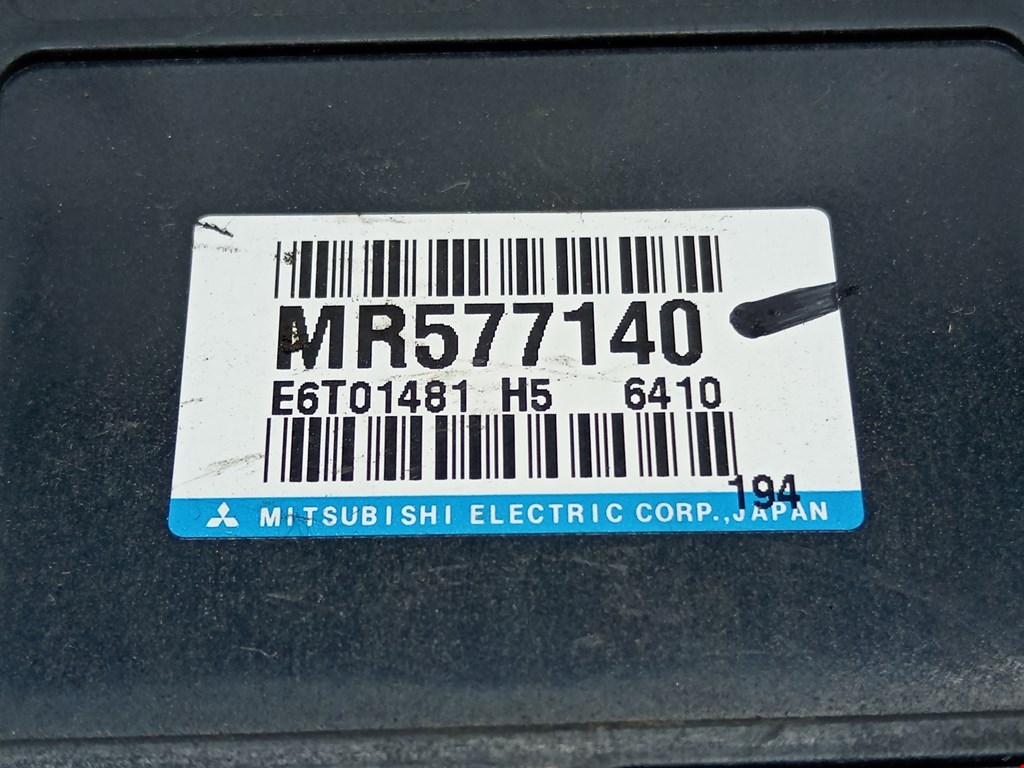 MR577140
E6T01481 H5 6410
194
MITSUBISHI ELECTRIC CORP., JAPAN